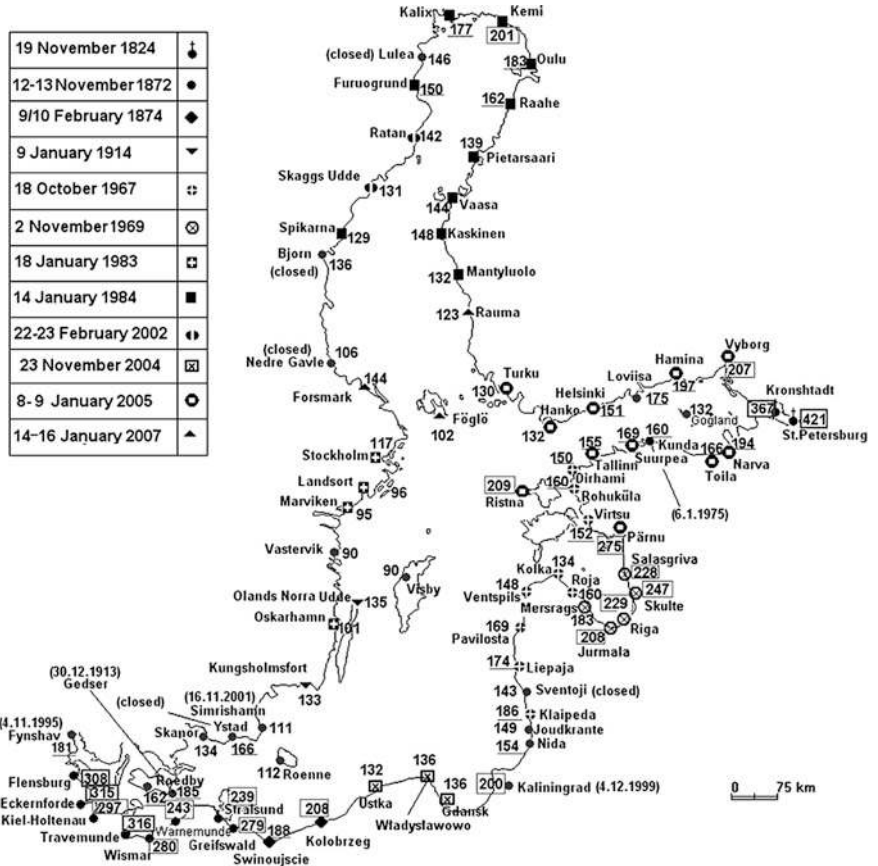 19 November 1824
12-13 November 1872
9/10 February 1874
9 January 1914
18 October 1967
2 November 1969
18 January 1983
14 January 1984
22-23 February 2002
23 November 2004
8- 9 January 2005
14-16 January 2007
Kalix
177
Kemi
201
(closed) Lulea
146
183
Oulu
Furuogrund
150
162
Raahe
Ratan
142
139
Pietarsaari
Skaggs Udde
131
144
Vaasa
Spikarna
129
148
Kaskinen
Bjorn
136
(closed)
132
Mantyluolo
123
Rauma
(closed)
106
Nedre Gavle
Forsmark
144
Föglö
102
Turku
130
Hanko
132
Helsinki
151
Loviisa
175
Hamina
197
Vyborg
207
Kronshtadt
367
421
St.Petersburg
132
Gogland
Stockholm
117
Landsort
96
Marviken
95
155
Tallinn
169
Suurpea
160
Kunda
(6.1.1975)
166
Toila
194
Narva
150
Dirhami
160
Rohuküla
209
Ristna
Virtsu
152
Pärnu
275
Vastervik
90
90
Visby
Salasgriva
228
247
Skulte
229
Riga
208
Jurmala
Kolka
134
Roja
160
Mersrags
183
Ventspils
148
Olands Norra Udde
135
Oskarhamn
101
169
Pavilosta
174
Liepaja
Kungsholmsfort
133
143
Sventoji (closed)
186
Klaipeda
149
Joudkrante
154
Nida
(30.12.1913)
Gedser
(closed)
(16.11.2001)
Simrishamn
Ystad
111
Skanor
134
166
(4.11.1995)
Fynshav
181
112
Roenne
132
Ustka
136
Władysławowo
136
Gdansk
200
Kaliningrad (4.12.1999)
0
75 km
Flensburg
308
315
Eckernforde
297
Kiel-Holtenau
Roedby
162
185
243
Warnemunde
239
Stralsund
279
Greifswald
188
Swinoujscie
208
Kolobrzeg
Travemunde
316
Wismar
280